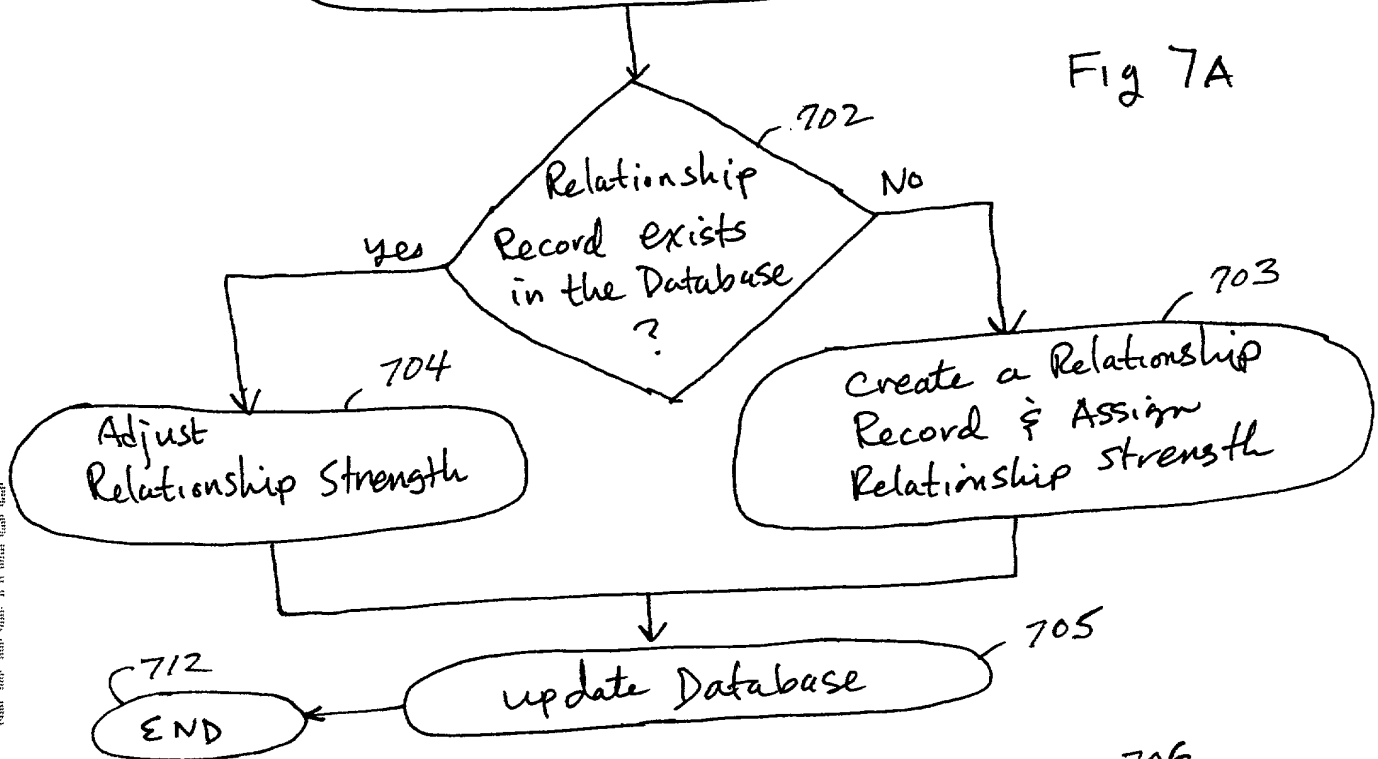 Fig 7A
702
Relationship
Record exists
in the Database
?
Yes
No
703
Create a Relationship
Record & Assign
Relationship Strength
704
Adjust
Relationship Strength
705
update Database
712
END